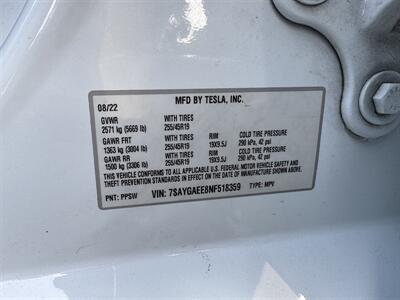 MFD BY TESLA, INC.
08/22
GVWR WITH TIRES
2571 kg (5669 lb) 255/45R19
GAWR FRT WITH TIRES RIM COLD TIRE PRESSURE
1363 kg (3004 lb) 255/45R19 19X9.5J 290 kPa, 42 psi
GAWR RR WITH TIRES RIM COLD TIRE PRESSURE
1500 kg (3306 lb) 255/45R19 19X9.5J 290 kPa, 42 psi
THIS VEHICLE CONFORMS TO ALL APPLICABLE U.S. FEDERAL MOTOR VEHICLE SAFETY AND
THEFT PREVENTION STANDARDS IN EFFECT ON THE DATE OF MANUFACTURE SHOWN ABOVE.
PNT: PPSW VIN: 7SAYGAEE8NF518359 TYPE: MPV